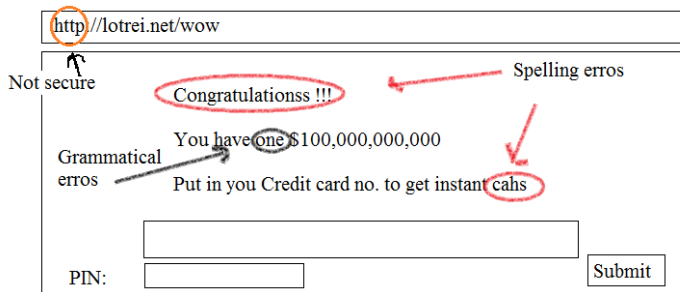 http://lotrei.net/wow
Not secure
Spelling erros
Congratulationss !!!
You have one $100,000,000,000
Grammatical
erros
Put in you Credit card no. to get instant cahs
PIN:
Submit